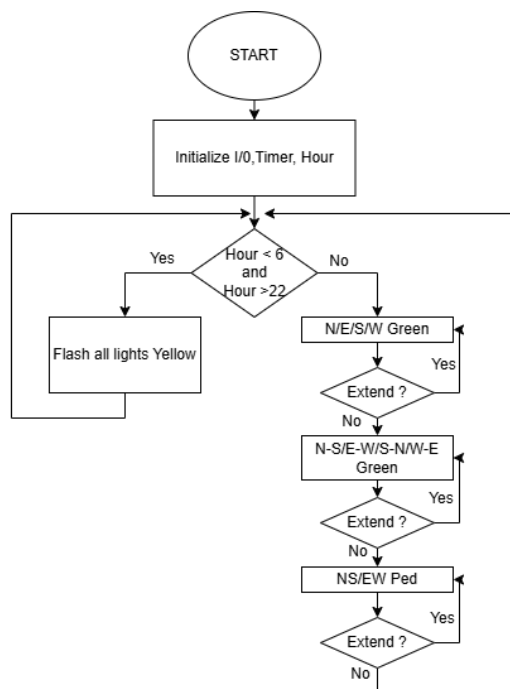 START
Initialize I/0,Timer, Hour
Hour < 6
and
Hour >22
Yes
No
Flash all lights Yellow
N/E/S/W Green
Yes
Extend ?
No
N-S/E-W/S-N/W-E
Green
Yes
Extend ?
No
NS/EW Ped
Yes
Extend ?
No